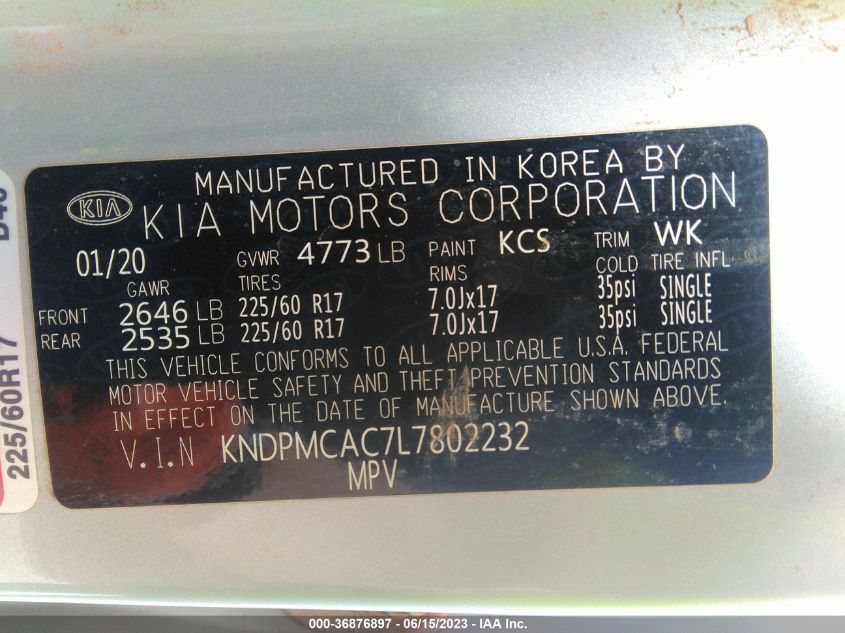 MANUFACTURED IN KOREA BY
KIA
KIA MOTORS CORPORATION
01/20 GVWR 4773 LB PAINT KCS TRIM WK
GAWR TIRES RIMS COLD TIRE INFL
FRONT 2646 LB 225/60 R17 7.0Jx17 35psi SINGLE
REAR 2535 LB 225/60 R17 7.0Jx17 35psi SINGLE
THIS VEHICLE CONFORMS TO ALL APPLICABLE U.S.A. FEDERAL
MOTOR VEHICLE SAFETY AND THEFT PREVENTION STANDARDS
IN EFFECT ON THE DATE OF MANUFACTURE SHOWN ABOVE.
V.I.N KNDPMCAC7L7802232
MPV
225/60R17
000-36876897 - 06/15/2023 - IAA Inc.